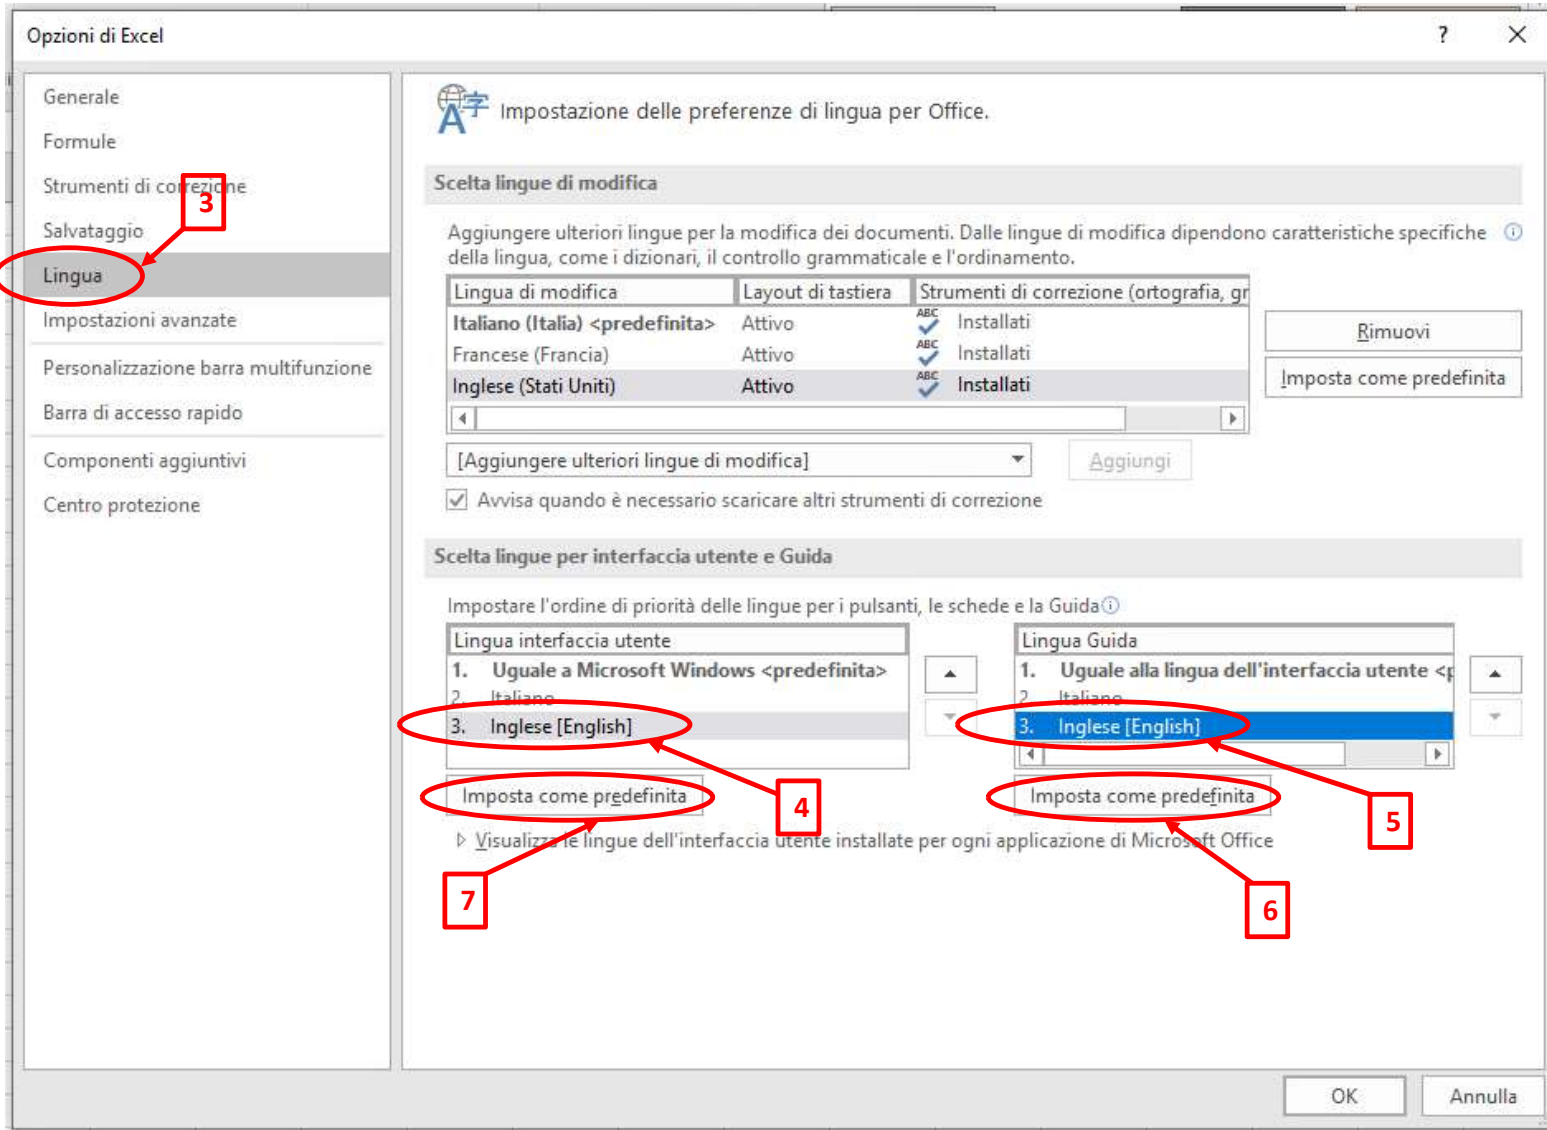 Opzioni di Excel
?
Generale
Formule
Strumenti di correzione
3
Salvataggio
Lingua
Impostazioni avanzate
Personalizzazione barra multifunzione
Barra di accesso rapido
Componenti aggiuntivi
Centro protezione
字
A
Impostazione delle preferenze di lingua per Office.
Scelta lingue di modifica
Aggiungere ulteriori lingue per la modifica dei documenti. Dalle lingue di modifica dipendono caratteristiche specifiche
della lingua, come i dizionari, il controllo grammaticale e l'ordinamento.
Lingua di modifica Layout di tastiera Strumenti di correzione (ortografia, gr
Italiano (Italia) <predefinita> Attivo ABC Installati
Francese (Francia) Attivo ABC Installati
Inglese (Stati Uniti) Attivo ABC Installati
Rimuovi
Imposta come predefinita
[Aggiungere ulteriori lingue di modifica] Aggiungi
Avvisa quando è necessario scaricare altri strumenti di correzione
Scelta lingue per interfaccia utente e Guida
Impostare l'ordine di priorità delle lingue per i pulsanti, le schede e la Guida
Lingua interfaccia utente
1. Uguale a Microsoft Windows <predefinita>
2. Italiano
3. Inglese [English]
Imposta come predefinita
Lingua Guida
1. Uguale alla lingua dell'interfaccia utente <p
2. Italiano
3. Inglese [English]
Imposta come predefinita
4
5
Visualizza le lingue dell'interfaccia utente installate per ogni applicazione di Microsoft Office
7
6
OK Annulla